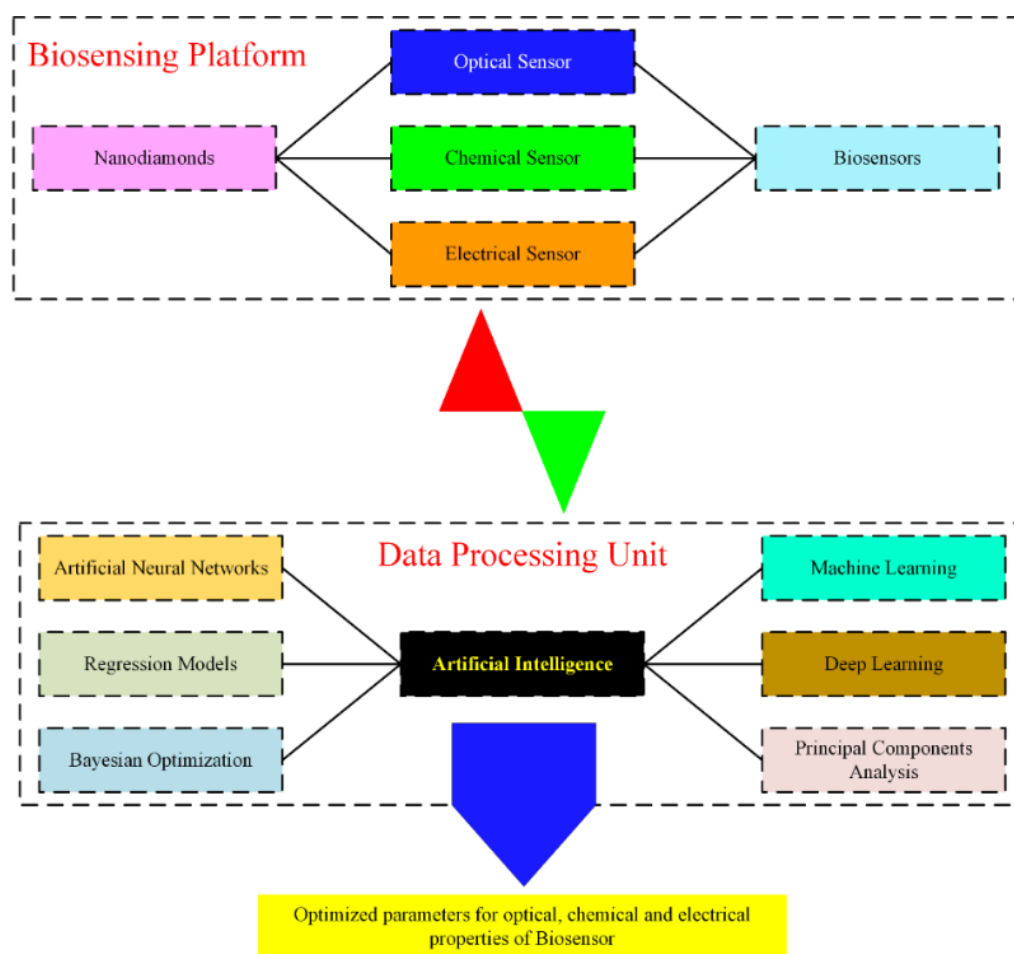 Biosensing Platform
Optical Sensor
Nanodiamonds
Chemical Sensor
Biosensors
Electrical Sensor
Data Processing Unit
Artificial Neural Networks
Machine Learning
Regression Models
Artificial Intelligence
Deep Learning
Bayesian Optimization
Principal Components
Analysis
Optimized parameters for optical, chemical and electrical
properties of Biosensor